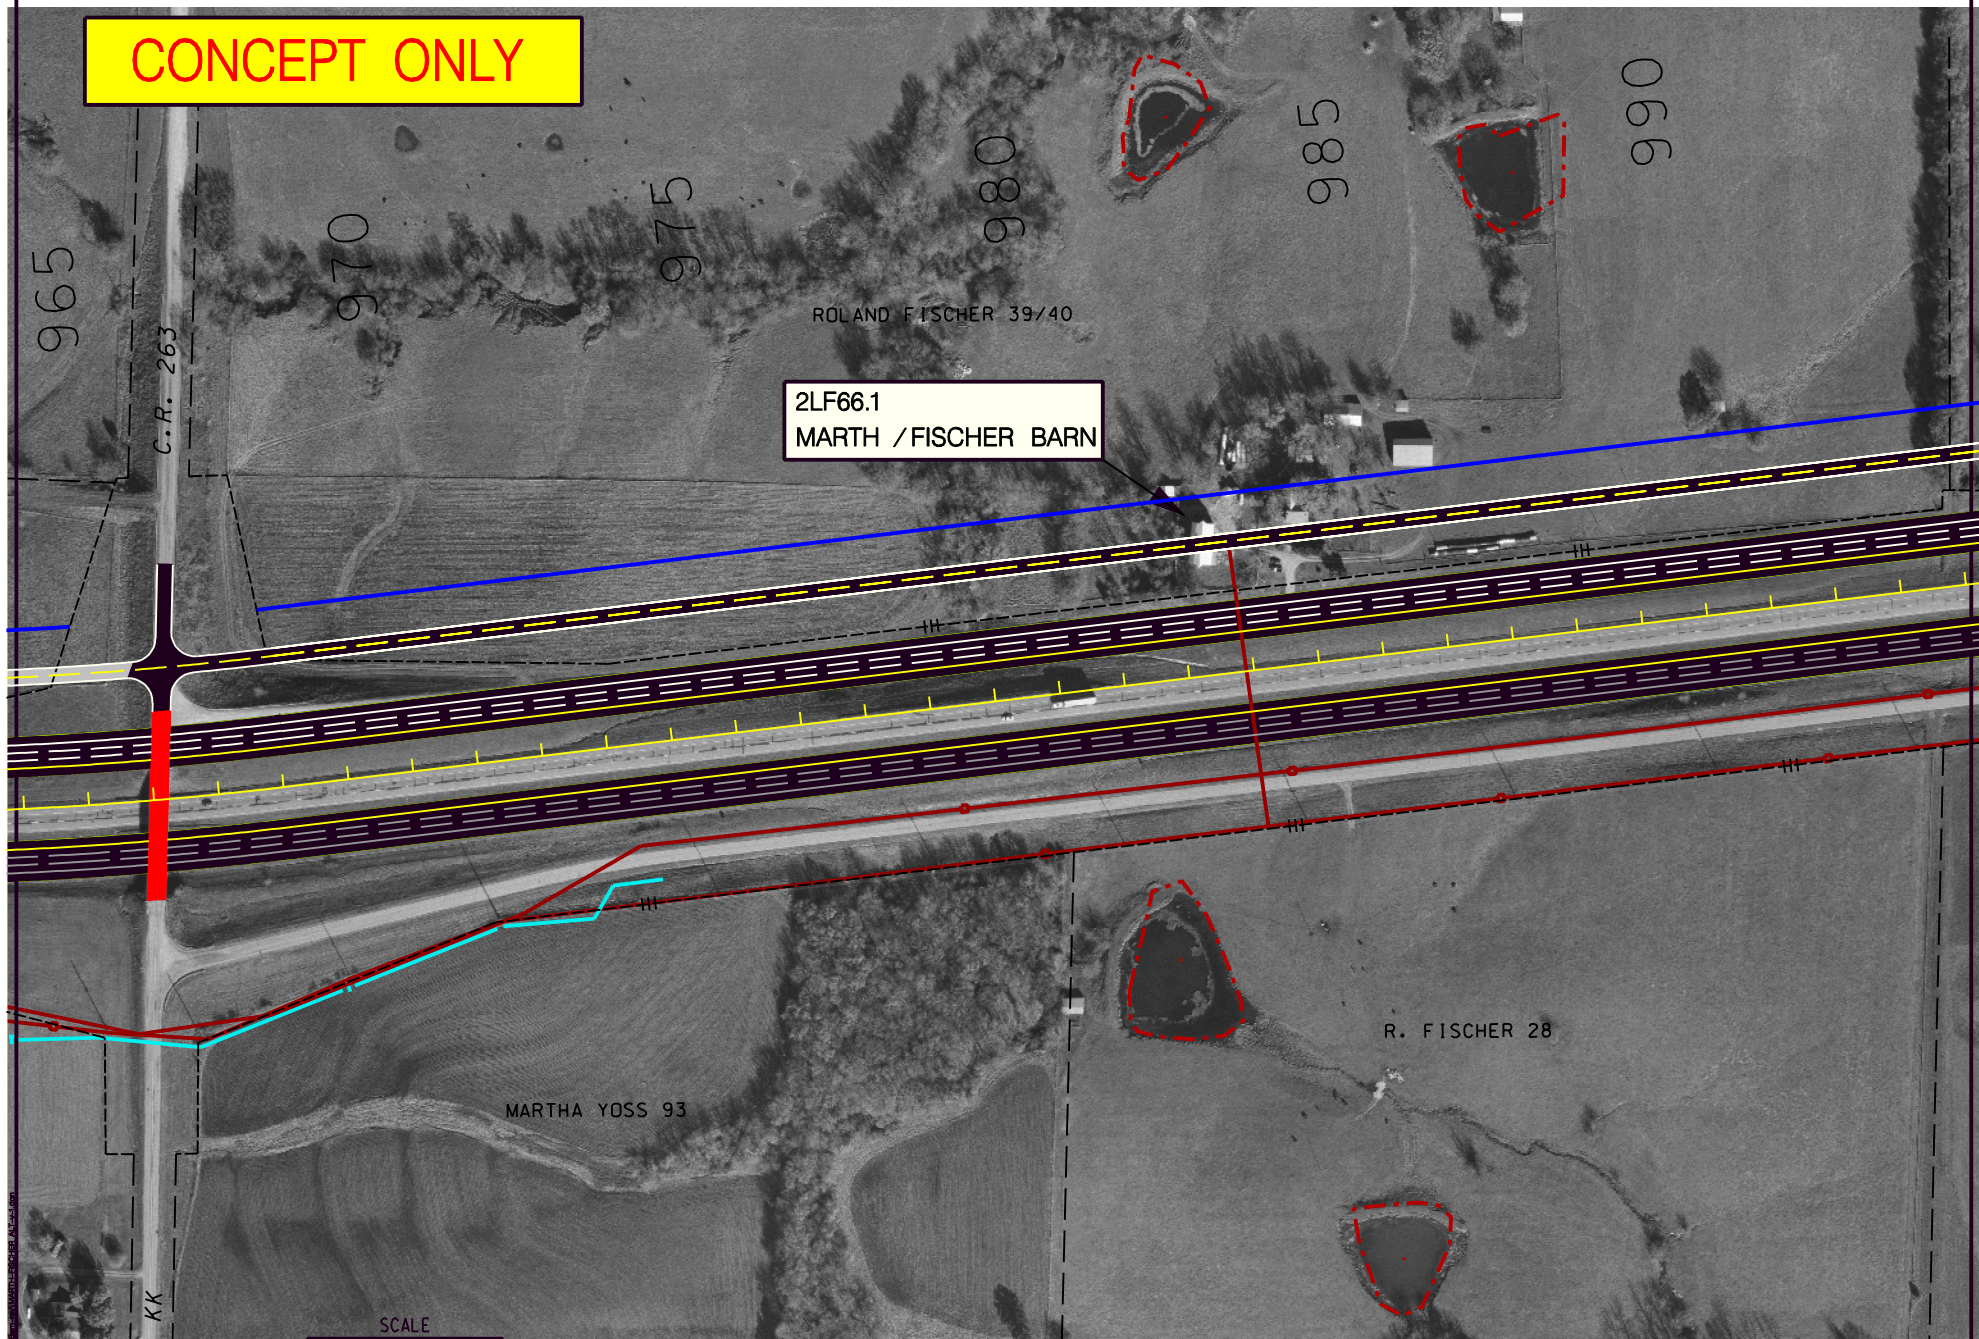 CONCEPT ONLY
965
970
975
980
985
990
C.R. 263
ROLAND FISCHER 39/40
2LF66.1
MARTH / FISCHER BARN
R. FISCHER 28
MARTHA YOSS 93
KK
SCALE